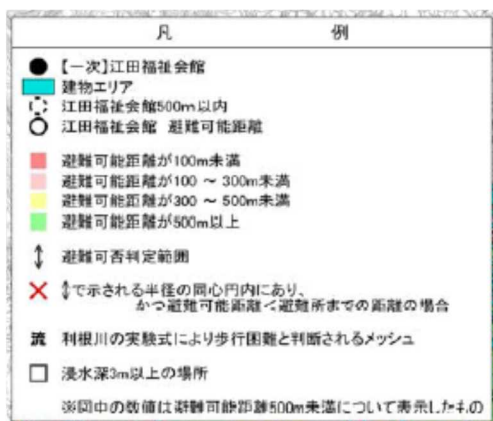 凡 例
【一次】江田福祉会館
建物エリア
江田福祉会館500m以内
江田福祉会館 避難可能距離
避難可能距離が100m未満
避難可能距離が100 ～ 300m未満
避難可能距離が300 ～ 500m未満
避難可能距離が500m以上
避難可否判定範囲
↕で示される半径の同心円内にあり、
かつ避難可能距離<避難所までの距離の場合
流 利根川の実験式により歩行困難と判断されるメッシュ
浸水深3m以上の場所
※図中の数値は避難可能距離500m未満について表示したもの